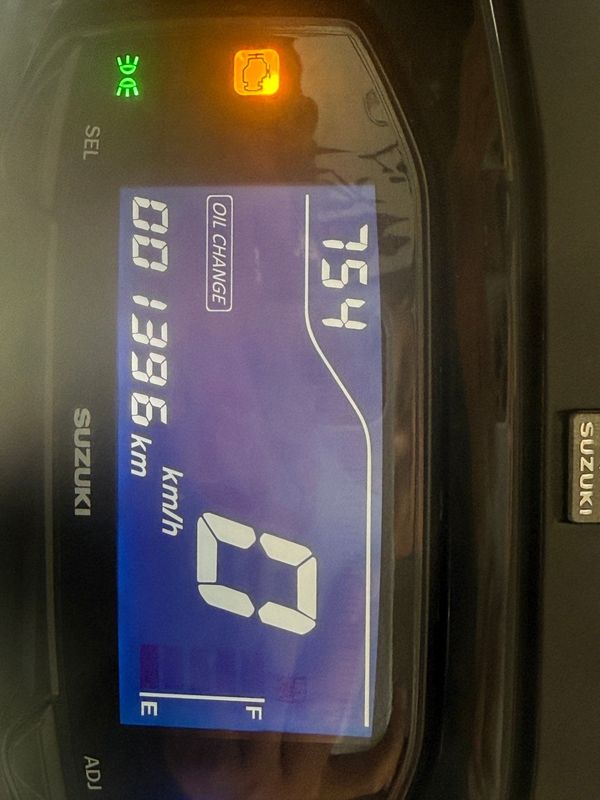 SUZUKI
754
0
OIL CHANGE
F
km/h
001396 km
E
SEL
SUZUKI
ADJ